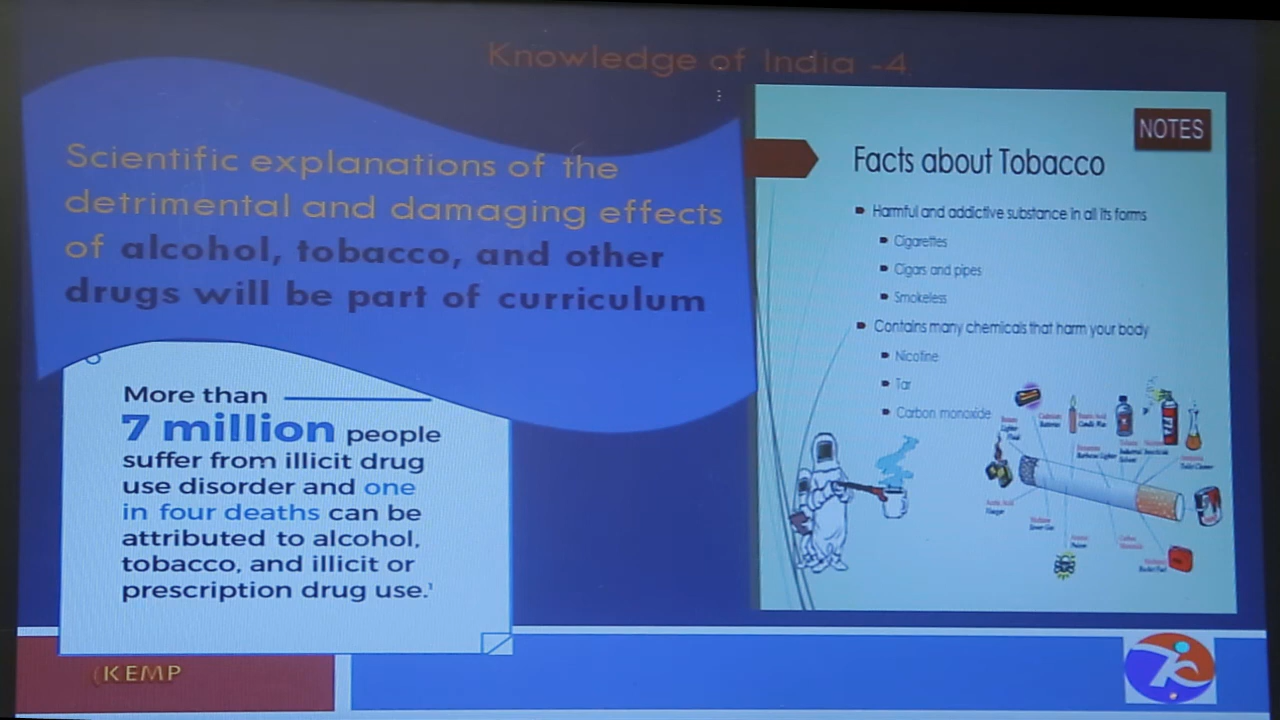 Knowledge of India -4
Scientific explanations of the
detrimental and damaging effects
of alcohol, tobacco, and other
drugs will be part of curriculum
More than
7 million people
suffer from illicit drug
use disorder and one
in four deaths can be
attributed to alcohol,
tobacco, and illicit or
prescription drug use.¹
NOTES
Facts about Tobacco
Harmful and addictive substance in all its forms
Cigarettes
Cigars and pipes
Smokeless
Contains many chemicals that harm your body
Nicotine
Tar
Carbon monoxide
(KEMP